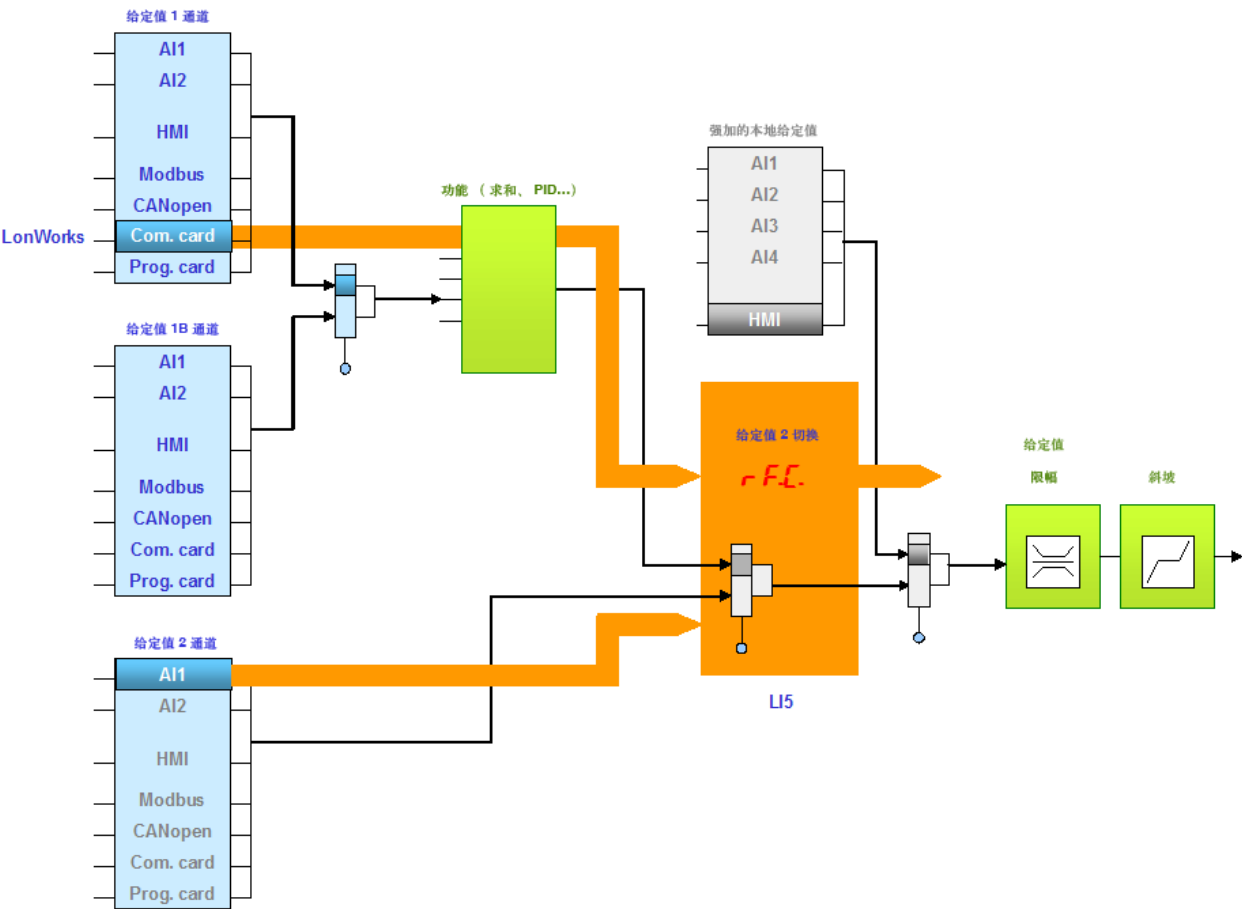 给定值 1 通道
AI1
AI2
HMI
Modbus
CANopen
LonWorks
Com. card
Prog. card
给定值 1B 通道
AI1
AI2
HMI
Modbus
CANopen
Com. card
Prog. card
给定值 2 通道
AI1
AI2
HMI
Modbus
CANopen
Com. card
Prog. card
功能 （ 求和、 PID...）
强加的本地给定值
AI1
AI2
AI3
AI4
HMI
给定值 2 切换
rF.C.
LI5
给定值
限幅
斜坡